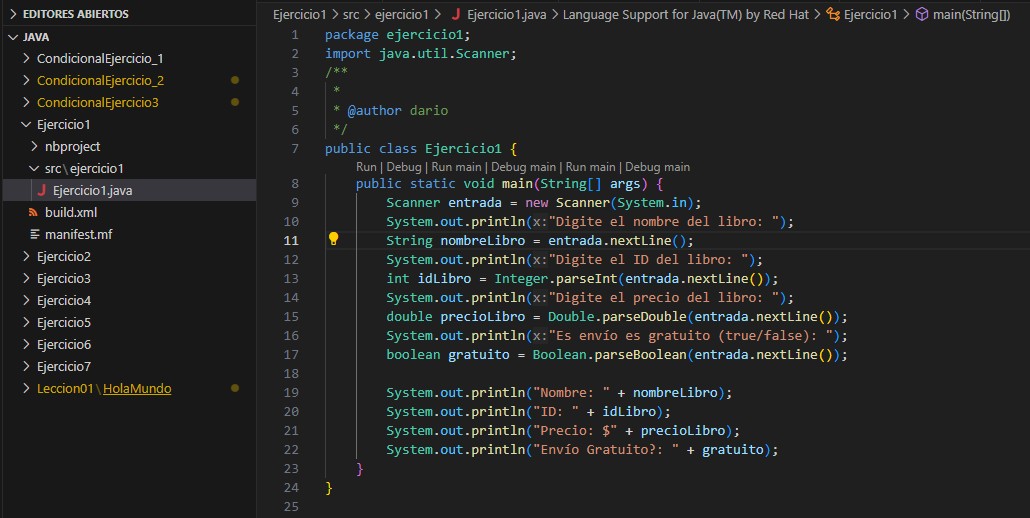 EDITORES ABIERTOS
JAVA
CondicionalEjercicio_1
CondicionalEjercicio_2
CondicionalEjercicio3
Ejercicio1
nbproject
src\ejercicio1
Ejercicio1.java
build.xml
manifest.mf
Ejercicio2
Ejercicio3
Ejercicio4
Ejercicio5
Ejercicio6
Ejercicio7
Leccion01\HolaMundo
Ejercicio1 > src > ejercicio1 > J Ejercicio1.java > Language Support for Java(TM) by Red Hat > Ejercicio1 > main(String[])
1 package ejercicio1;
2 import java.util.Scanner;
3 /**
4 *
5 * @author dario
6 */
7 public class Ejercicio1 {
Run | Debug | Run main | Debug main | Run main | Debug main
8 public static void main(String[] args) {
9 Scanner entrada = new Scanner(System.in);
10 System.out.println(x:"Digite el nombre del libro: ");
11 String nombreLibro = entrada.nextLine();
12 System.out.println(x:"Digite el ID del libro: ");
13 int idLibro = Integer.parseInt(entrada.nextLine());
14 System.out.println(x:"Digite el precio del libro: ");
15 double precioLibro = Double.parseDouble(entrada.nextLine());
16 System.out.println(x:"Es envío es gratuito (true/false): ");
17 boolean gratuito = Boolean.parseBoolean(entrada.nextLine());
18
19 System.out.println("Nombre: " + nombreLibro);
20 System.out.println("ID: " + idLibro);
21 System.out.println("Precio: $" + precioLibro);
22 System.out.println("Envío Gratuito?: " + gratuito);
23 }
24 }
25